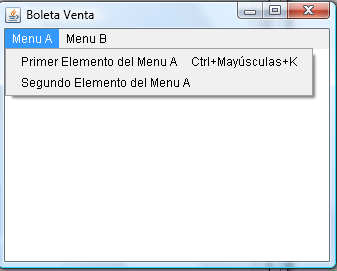 Boleta Venta
Menu A Menu B
Primer Elemento del Menu A Ctrl+Mayúsculas+K
Segundo Elemento del Menu A